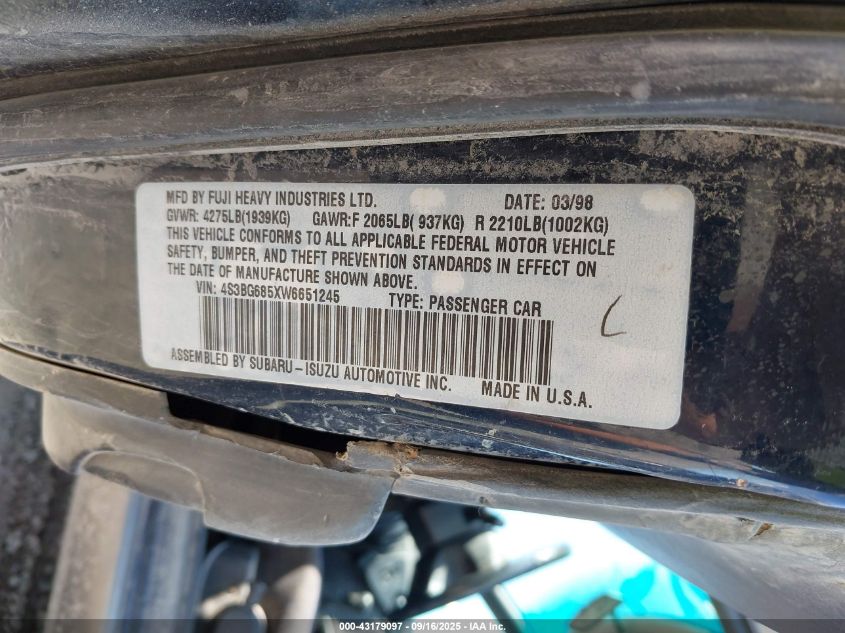 MFD BY FUJI HEAVY INDUSTRIES LTD. DATE: 03/98
GVWR: 4275LB(1939KG) GAWR:F 2065LB( 937KG) R 2210LB(1002KG)
THIS VEHICLE CONFORMS TO ALL APPLICABLE FEDERAL MOTOR VEHICLE
SAFETY, BUMPER, AND THEFT PREVENTION STANDARDS IN EFFECT ON
THE DATE OF MANUFACTURE SHOWN ABOVE.
VIN: 4S3BG685XW6651245 TYPE: PASSENGER CAR
ASSEMBLED BY SUBARU-ISUZU AUTOMOTIVE INC. MADE IN U.S.A.
000-43179097 - 09/16/2025 - IAA Inc.